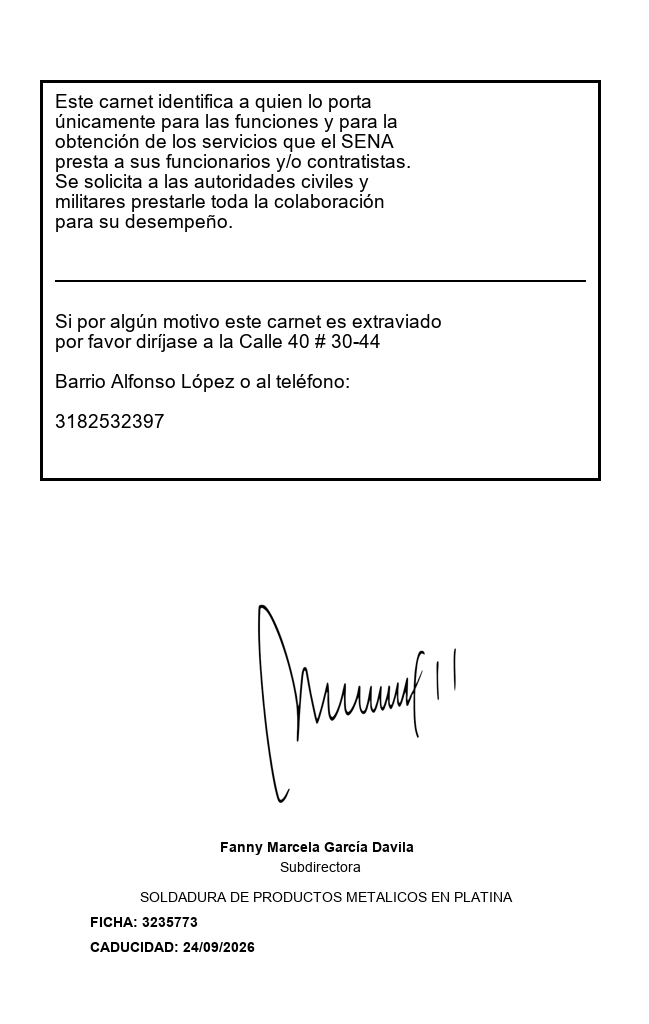 Este carnet identifica a quien lo porta
únicamente para las funciones y para la
obtención de los servicios que el SENA
presta a sus funcionarios y/o contratistas.
Se solicita a las autoridades civiles y
militares prestarle toda la colaboración
para su desempeño.
Si por algún motivo este carnet es extraviado
por favor diríjase a la Calle 40 # 30-44
Barrio Alfonso López o al teléfono:
3182532397
Fanny Marcela García Davila
Subdirectora
SOLDADURA DE PRODUCTOS METALICOS EN PLATINA
FICHA: 3235773
CADUCIDAD: 24/09/2026